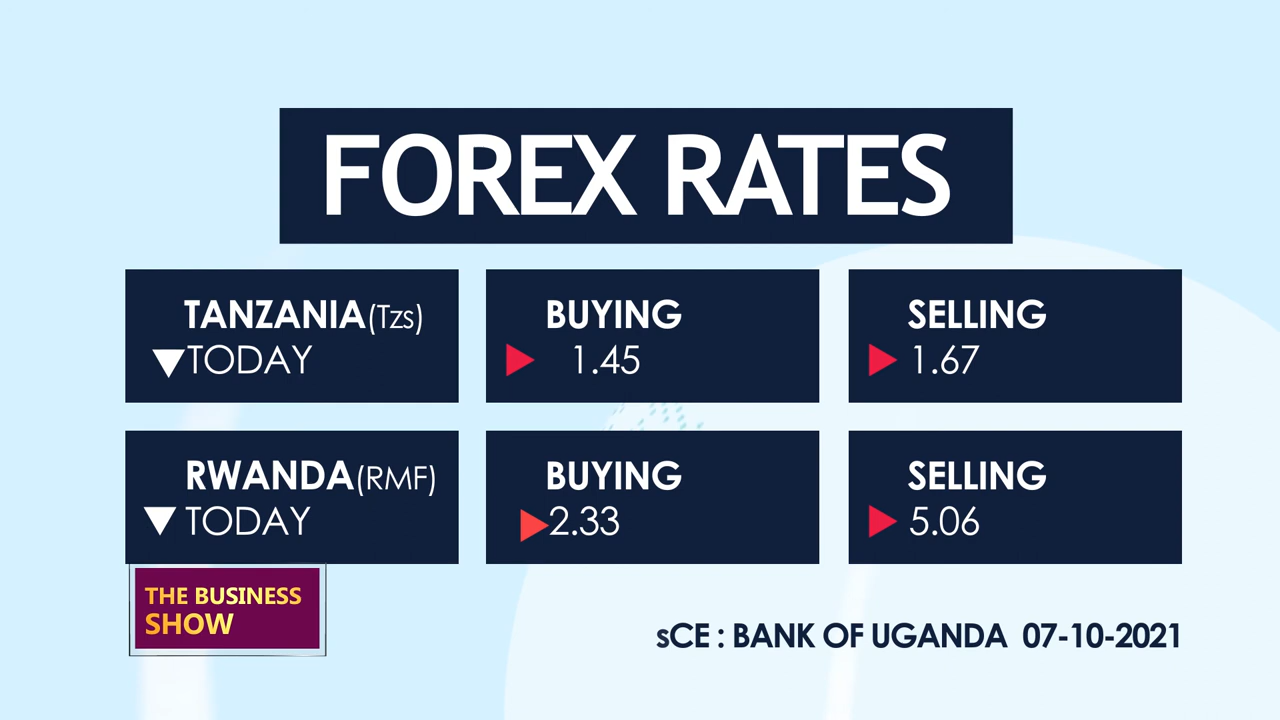 FOREX RATES
TANZANIA(Tzs)
TODAY
BUYING
1.45
SELLING
1.67
RWANDA(RMF)
TODAY
BUYING
2.33
SELLING
5.06
THE BUSINESS
SHOW
sCE : BANK OF UGANDA 07-10-2021